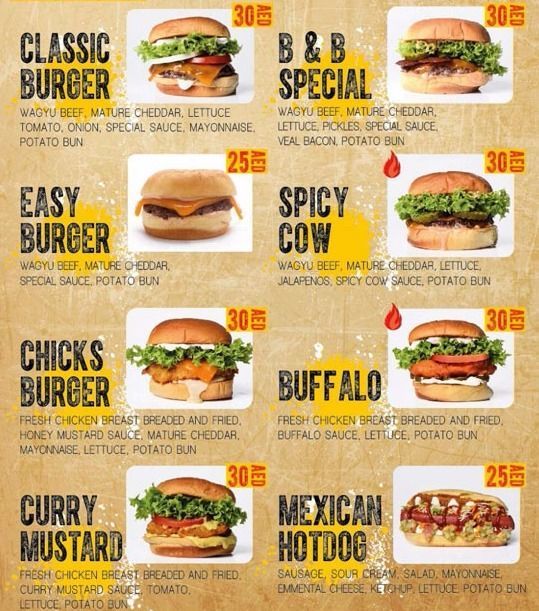 30 AED
CLASSIC
BURGER
WAGYU BEEF, MATURE CHEDDAR, LETTUCE
TOMATO, ONION, SPECIAL SAUCE, MAYONNAISE,
POTATO BUN
30 AED
B & B
SPECIAL
WAGYU BEEF, MATURE CHEDDAR,
LETTUCE, PICKLES, SPECIAL SAUCE,
VEAL BACON, POTATO BUN
25 AED
EASY
BURGER
WAGYU BEEF, MATURE CHEDDAR,
SPECIAL SAUCE, POTATO BUN
30 AED
SPICY
COW
WAGYU BEEF, MATURE CHEDDAR, LETTUCE,
JALAPENOS, SPICY COW SAUCE, POTATO BUN
30 AED
CHICKS
BURGER
FRESH CHICKEN BREAST BREADED AND FRIED,
HONEY MUSTARD SAUCE, MATURE CHEDDAR,
MAYONNAISE, LETTUCE, POTATO BUN
30 AED
BUFFALO
FRESH CHICKEN BREAST BREADED AND FRIED,
BUFFALO SAUCE, LETTUCE, POTATO BUN
30 AED
CURRY
MUSTARD
FRESH CHICKEN BREAST BREADED AND FRIED,
CURRY MUSTARD SAUCE, TOMATO,
LETTUCE, POTATO BUN
25 AED
MEXICAN
HOTDOG
SAUSAGE, SOUR CREAM, SALAD, MAYONNAISE,
EMMENTAL CHEESE, KETCHUP, LETTUCE, POTATO BUN